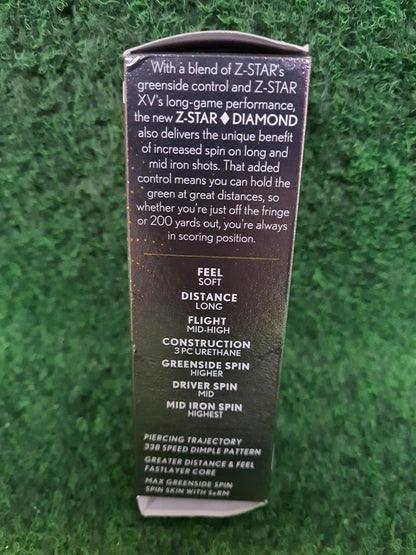 With a blend of Z-STAR's
greenside control and Z-STAR
XV's long-game performance,
the new Z-STAR♦DIAMOND
also delivers the unique benefit
of increased spin on long and
mid iron shots. That added
control means you can hold the
green at great distances, so
whether you're just off the fringe
or 200 yards out, you're always
in scoring position.
FEEL
SOFT
DISTANCE
LONG
FLIGHT
MID-HIGH
CONSTRUCTION
3 PC URETHANE
GREENSIDE SPIN
HIGHER
DRIVER SPIN
MID
MID IRON SPIN
HIGHEST
PIERCING TRAJECTORY
338 SPEED DIMPLE PATTERN
GREATER DISTANCE & FEEL
FASTLAYER CORE
MAX GREENSIDE SPIN
SPIN SKIN WITH SeRM